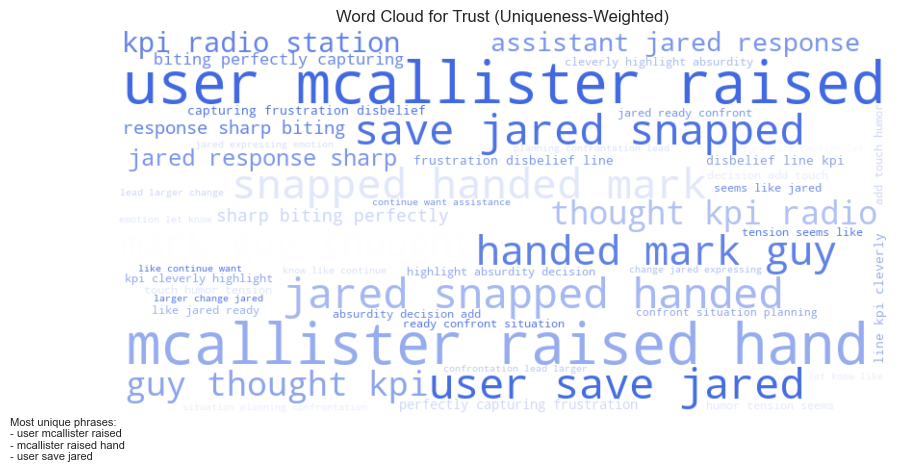 Word Cloud for Trust (Uniqueness-Weighted)
kpi radio station
assistant jared response
biting perfectly capturing
cleverly highlight absurdity
user mcallister raised
capturing frustration disbelief
jared ready confront
response sharp biting
save jared snapped
add touch humor
jared expressing emotion
planning confrontation lead
jared response sharp
frustration disbelief line
disbelief line kpi
snapped handed mark
decision add touch
lead larger change
seems like jared
continue want assistance
emotion let know
sharp biting perfectly
thought kpi radio
tension seems like
handed mark guy
like continue want
know like continue
highlight absurdity decision
change jared expressing
kpi cleverly highlight
line kpi cleverly
touch humor tension
jared snapped handed
larger change jared
like jared ready
absurdity decision add
confront situation planning
ready confront situation
mcallister raised hand
confrontation lead larger
guy thought kpi
user save jared
let know like
situation planning confrontation
perfectly capturing frustration
humor tension seems
Most unique phrases:
- user mcallister raised
- mcallister raised hand
- user save jared